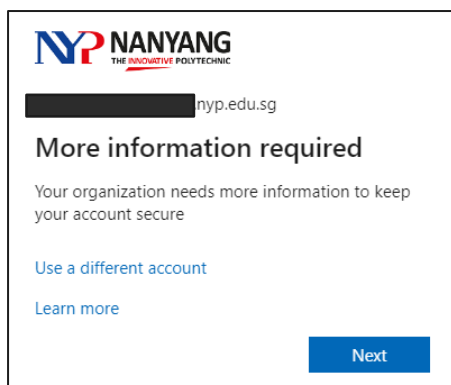 NYP NANYANG
THE INNOVATIVE POLYTECHNIC
nyp.edu.sg
More information required
Your organization needs more information to keep
your account secure
Use a different account
Learn more
Next